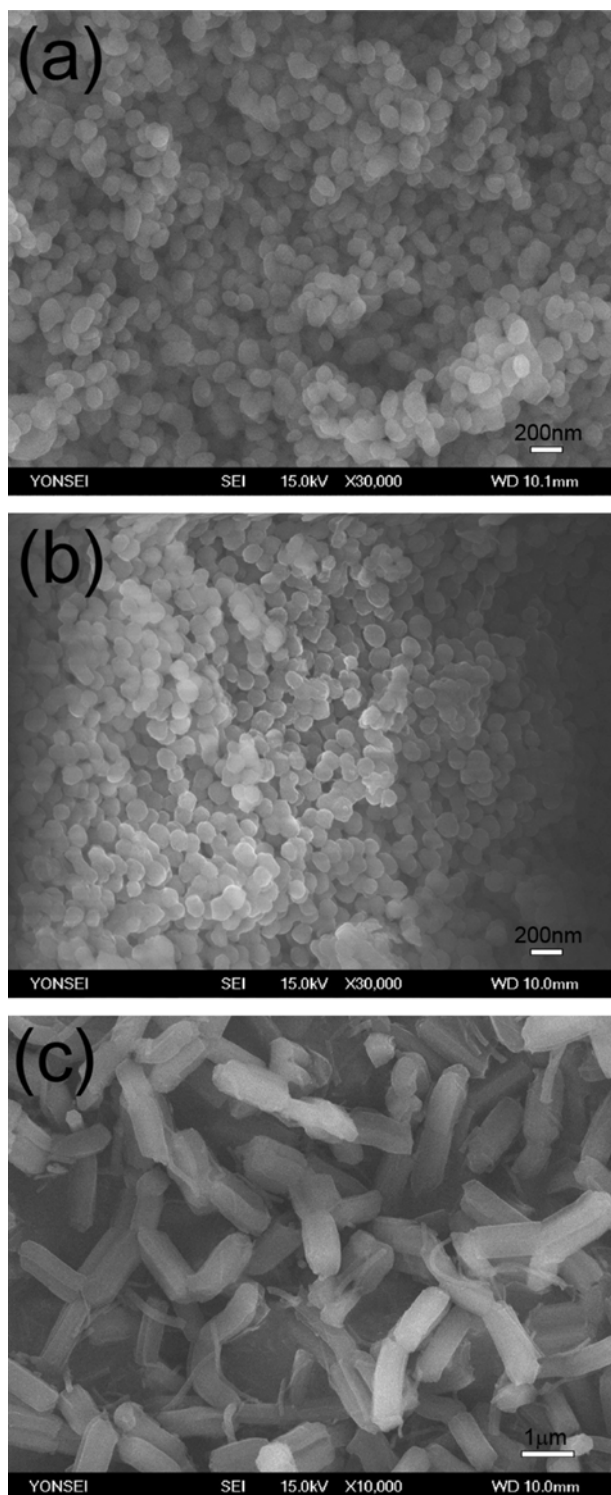 (a)
200nm
YONSEI SEI 15.0kV X30,000 WD 10.1mm
(b)
200nm
YONSEI SEI 15.0kV X30,000 WD 10.0mm
(c)
1μm
YONSEI SEI 15.0kV X10,000 WD 10.0mm